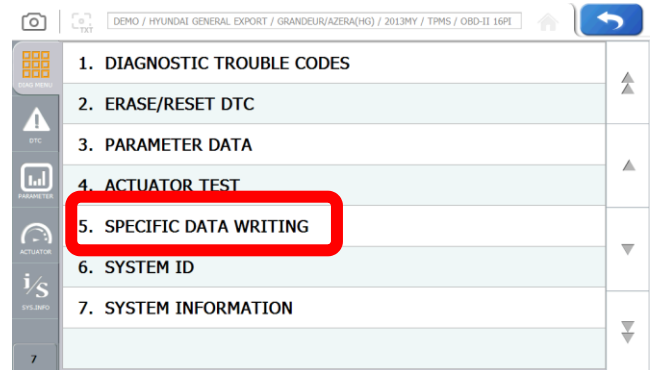 TXT
DEMO / HYUNDAI GENERAL EXPORT / GRANDEUR/AZERA(HG) / 2013MY / TPMS / OBD-II 16PI
DIAG MENU
DTC
PARAMETER
ACTUATOR
i/s
SYS.INFO
7
1. DIAGNOSTIC TROUBLE CODES
2. ERASE/RESET DTC
3. PARAMETER DATA
4. ACTUATOR TEST
5. SPECIFIC DATA WRITING
6. SYSTEM ID
7. SYSTEM INFORMATION